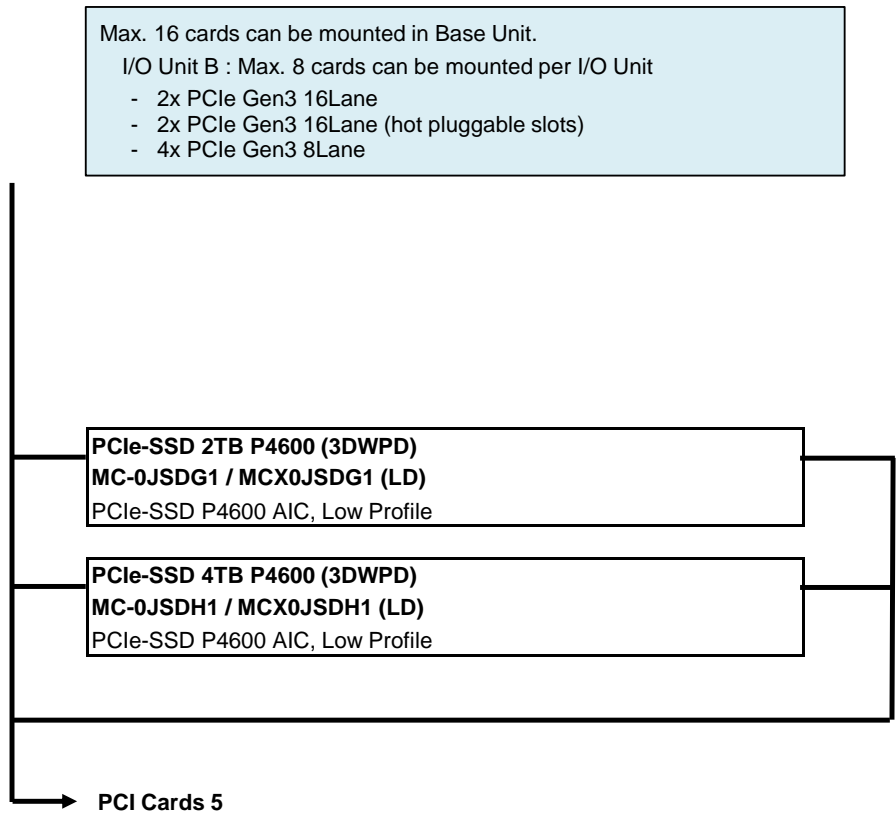 Max. 16 cards can be mounted in Base Unit.
I/O Unit B : Max. 8 cards can be mounted per I/O Unit
- 2x PCIe Gen3 16Lane
- 2x PCIe Gen3 16Lane (hot pluggable slots)
- 4x PCIe Gen3 8Lane
PCIe-SSD 2TB P4600 (3DWPD)
MC-0JSDG1 / MCX0JSDG1 (LD)
PCIe-SSD P4600 AIC, Low Profile
PCIe-SSD 4TB P4600 (3DWPD)
MC-0JSDH1 / MCX0JSDH1 (LD)
PCIe-SSD P4600 AIC, Low Profile
PCI Cards 5